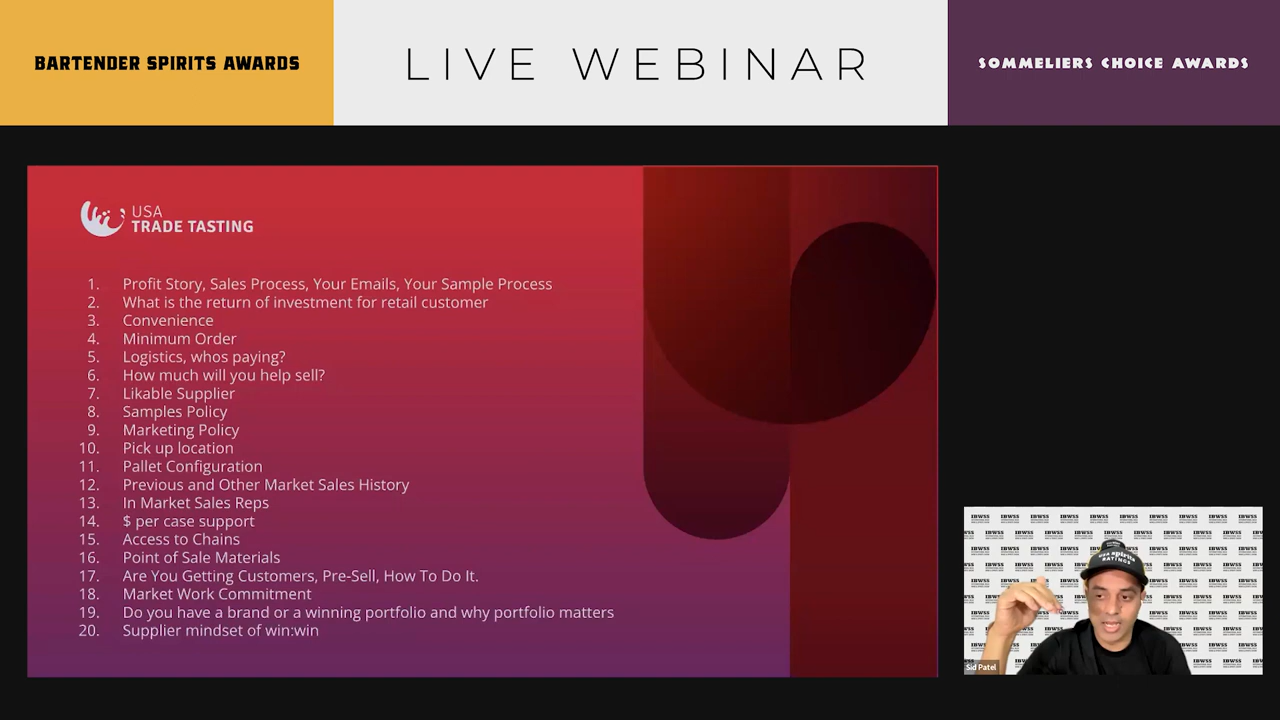 BARTENDER SPIRITS AWARDS
LIVE WEBINAR
SOMMELIERS CHOICE AWARDS
USA
TRADE TASTING
1. Profit Story, Sales Process, Your Emails, Your Sample Process
2. What is the return of investment for retail customer
3. Convenience
4. Minimum Order
5. Logistics, whos paying?
6. How much will you help sell?
7. Likable Supplier
8. Samples Policy
9. Marketing Policy
10. Pick up location
11. Pallet Configuration
12. Previous and Other Market Sales History
13. In Market Sales Reps
14. $ per case support
15. Access to Chains
16. Point of Sale Materials
17. Are You Getting Customers, Pre-Sell, How To Do It.
18. Market Work Commitment
19. Do you have a brand or a winning portfolio and why portfolio matters
20. Supplier mindset of win:win
IBWSS
RATINGS
Sid Patel